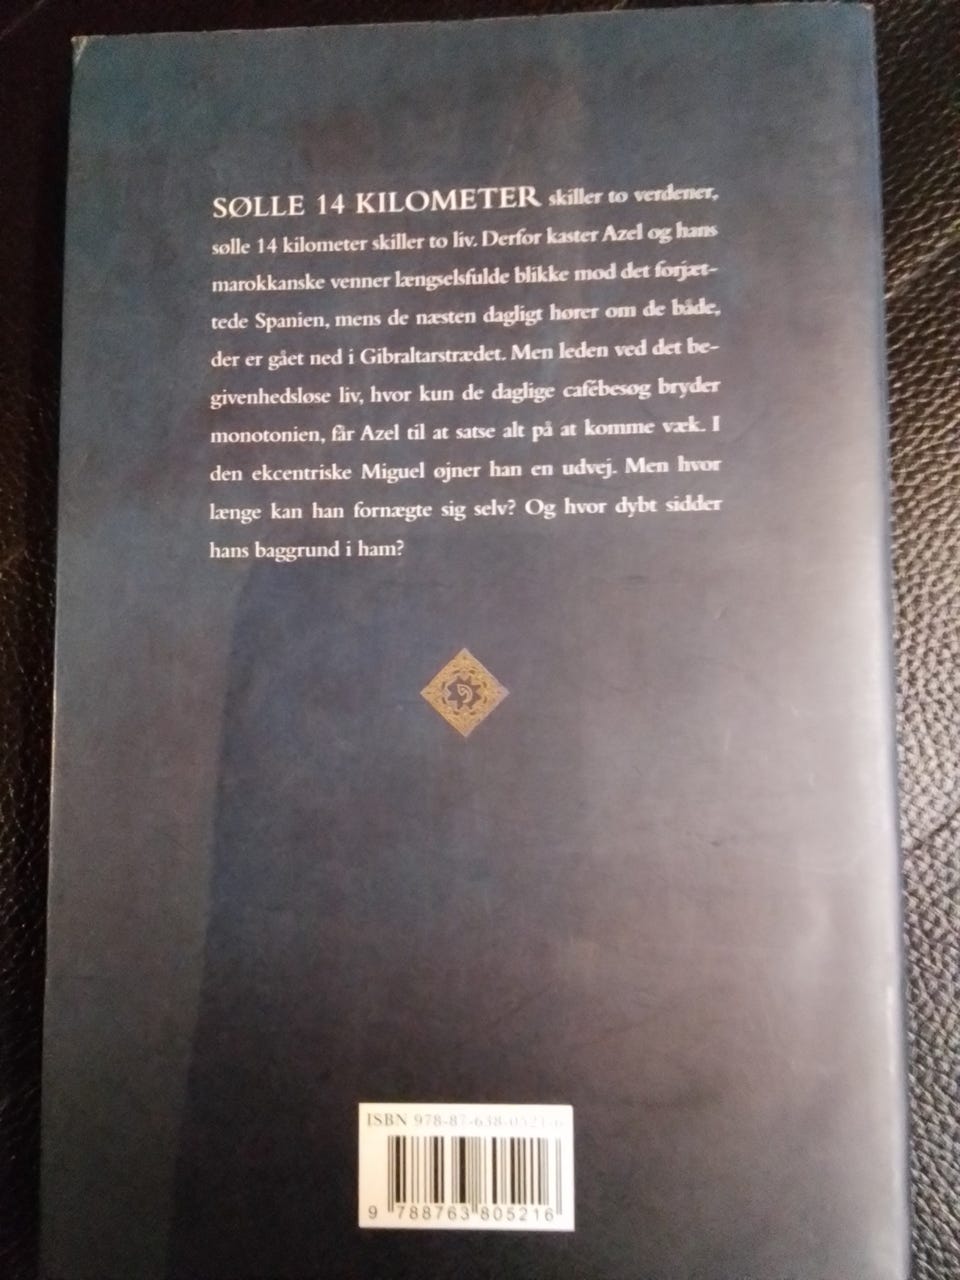 SØLLE 14 KILOMETER skiller to verdener,
sølle 14 kilometer skiller to liv. Derfor kaster Azel og hans
marokkanske venner længselsfulde blikke mod det forjæt-
tede Spanien, mens de næsten dagligt hører om de både,
der er gået ned i Gibraltarstrædet. Men leden ved det be-
givenhedsløse liv, hvor kun de daglige cafébesøg bryder
monotonien, får Azel til at satse alt på at komme væk. I
den ekcentriske Miguel øjner han en udvej. Men hvor
længe kan han fornægte sig selv? Og hvor dybt sidder
hans baggrund i ham?
ISBN 978-87-638-0521-6
9 788763 805216